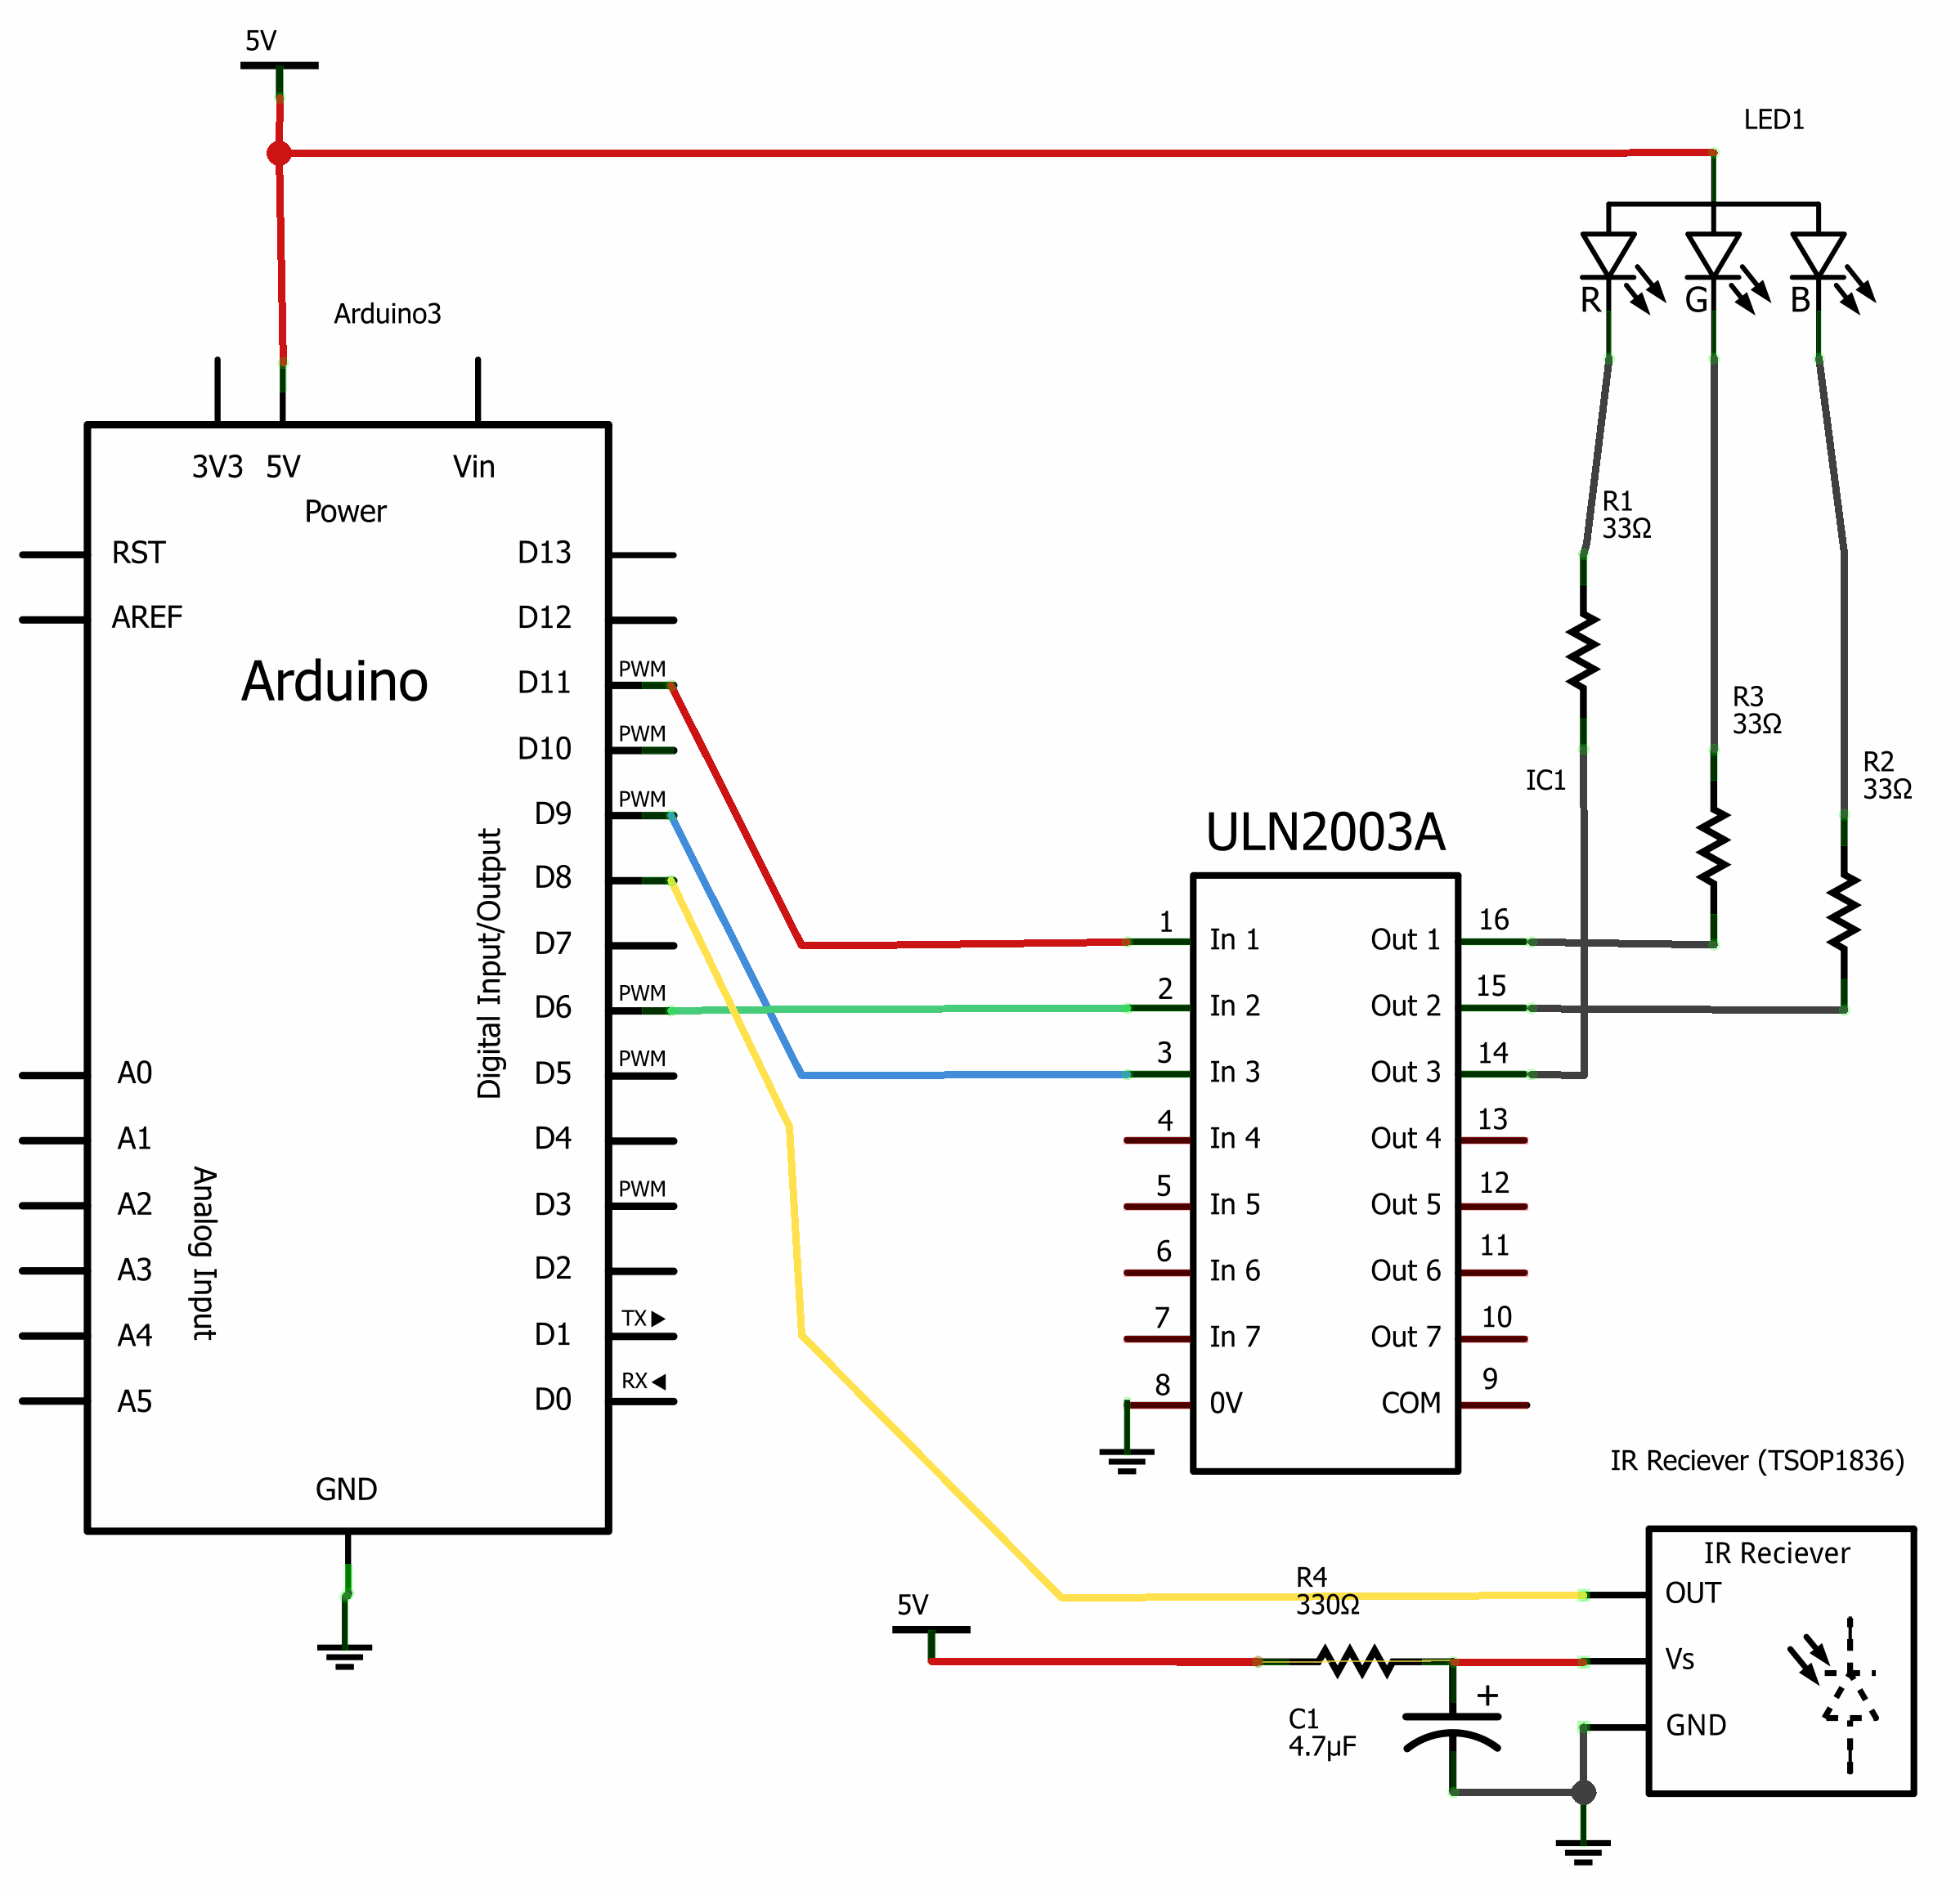 5V
LED1
R
G
B
Arduino3
3V3
5V
Vin
Power
RST
AREF
Arduino
Digital Input/Output
Analog Input
A0
A1
A2
A3
A4
A5
D13
D12
PWM
D11
PWM
D10
PWM
D9
D8
D7
PWM
D6
PWM
D5
D4
PWM
D3
D2
TX
D1
RX
D0
GND
R1
33Ω
R3
33Ω
R2
33Ω
IC1
ULN2003A
1
In 1
2
In 2
3
In 3
4
In 4
5
In 5
6
In 6
7
In 7
8
0V
16
Out 1
15
Out 2
14
Out 3
13
Out 4
12
Out 5
11
Out 6
10
Out 7
9
COM
IR Reciever (TSOP1836)
IR Reciever
OUT
Vs
GND
R4
330Ω
5V
C1
4.7µF
+